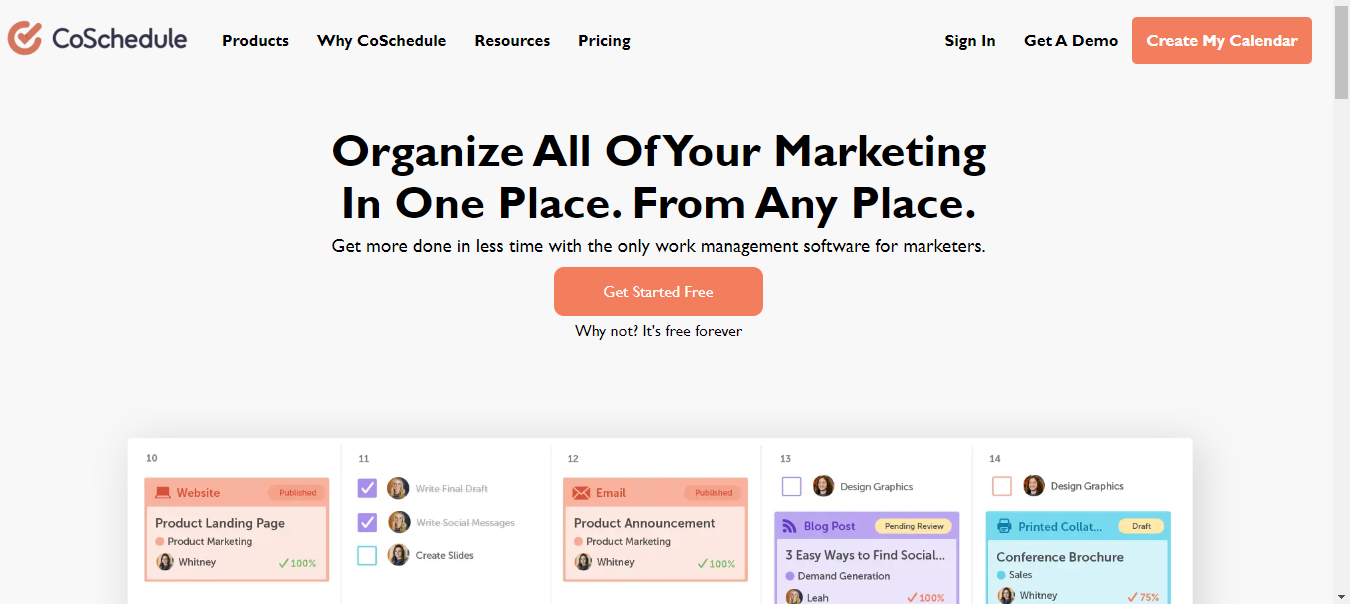 CoSchedule
Products Why CoSchedule Resources Pricing Sign In Get A Demo Create My Calendar
Organize All Of Your Marketing
In One Place. From Any Place.
Get more done in less time with the only work management software for marketers.
Get Started Free
Why not? It's free forever
10
Website Published
Product Landing Page
Product Marketing
Whitney 100%
11
Write Final Draft
Write Social Messages
Create Slides
12
Email Published
Product Announcement
Product Marketing
Whitney 100%
13
Design Graphics
Blog Post Pending Review
3 Easy Ways to Find Social...
Demand Generation
Leah 100%
14
Design Graphics
Printed Collat... Draft
Conference Brochure
Sales
Whitney 75%